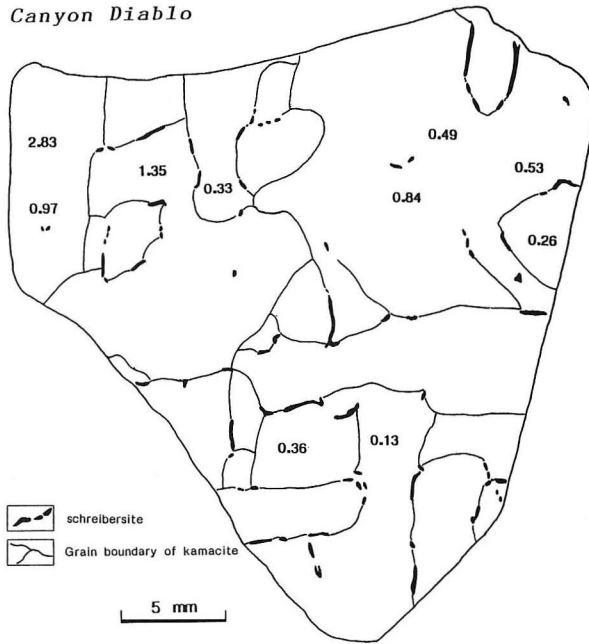 Canyon Diablo
2.83
0.49
1.35
0.33
0.53
0.97
0.84
0.26
0.36
0.13
schreibersite
Grain boundary of kamacite
5 mm